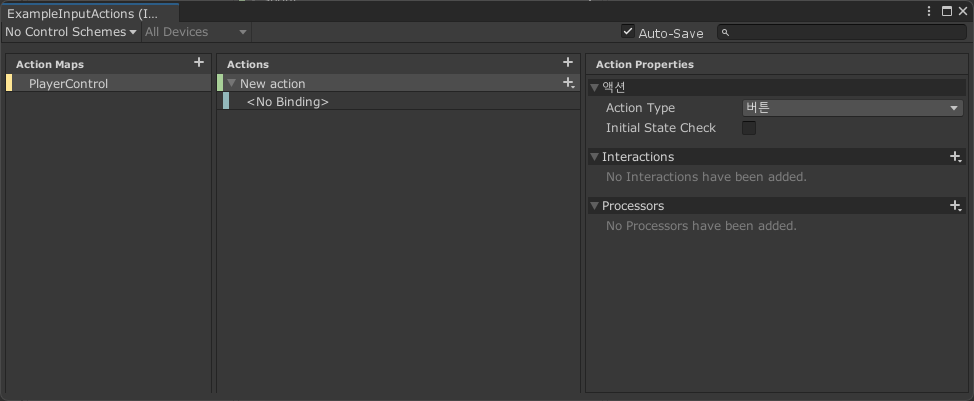 ExampleInputActions (I...
No Control Schemes All Devices Auto-Save
Action Maps
PlayerControl
Actions
New action
<No Binding>
Action Properties
액션
Action Type 버튼
Initial State Check
Interactions
No Interactions have been added.
Processors
No Processors have been added.